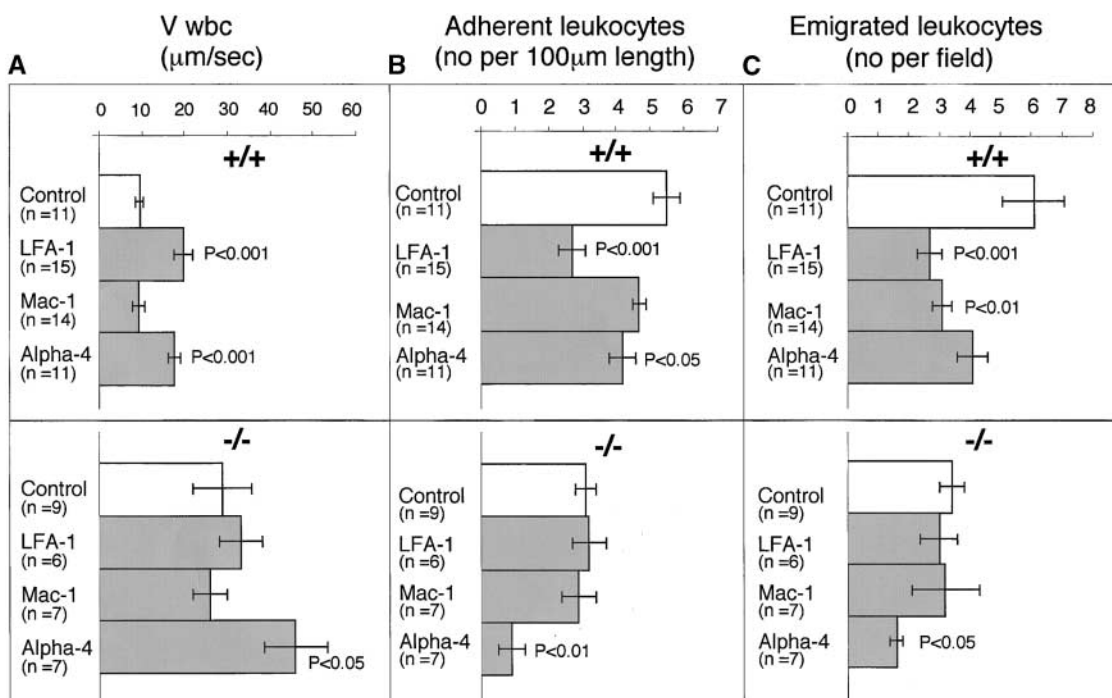 V wbc
(μm/sec)
A
0 10 20 30 40 50 60
+/+
Control
(n =11)
LFA-1
(n =15)
P<0.001
Mac-1
(n =14)
Alpha-4
(n =11)
P<0.001
-/-
Control
(n =9)
LFA-1
(n =6)
Mac-1
(n =7)
Alpha-4
(n =7)
P<0.05
Adherent leukocytes
(no per 100μm length)
B
0 1 2 3 4 5 6 7
+/+
Control
(n =11)
LFA-1
(n =15)
P<0.001
Mac-1
(n =14)
Alpha-4
(n =11)
P<0.05
-/-
Control
(n =9)
LFA-1
(n =6)
Mac-1
(n =7)
Alpha-4
(n =7)
P<0.01
Emigrated leukocytes
(no per field)
C
0 1 2 3 4 5 6 7 8
+/+
Control
(n =11)
LFA-1
(n =15)
P<0.001
Mac-1
(n =14)
P<0.01
Alpha-4
(n =11)
-/-
Control
(n =9)
LFA-1
(n =6)
Mac-1
(n =7)
Alpha-4
(n =7)
P<0.05